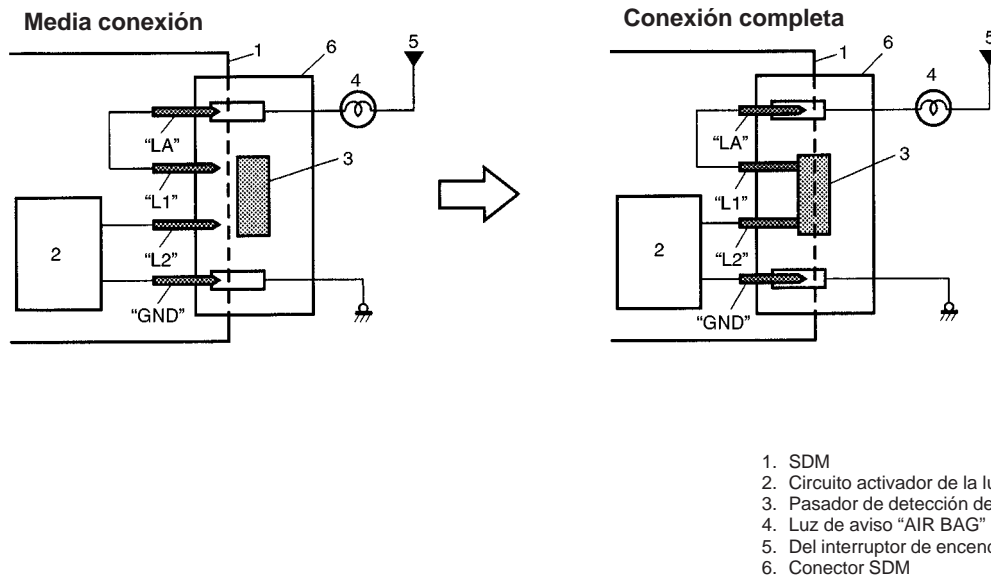 Media conexión
1
6
5
4
"LA"
3
"L1"
2
"L2"
"GND"
Conexión completa
1
6
5
4
"LA"
3
"L1"
2
"L2"
"GND"
1. SDM
2. Circuito activador de la
3. Pasador de detección de
4. Luz de aviso "AIR BAG"
5. Del interruptor de
6. Conector SDM